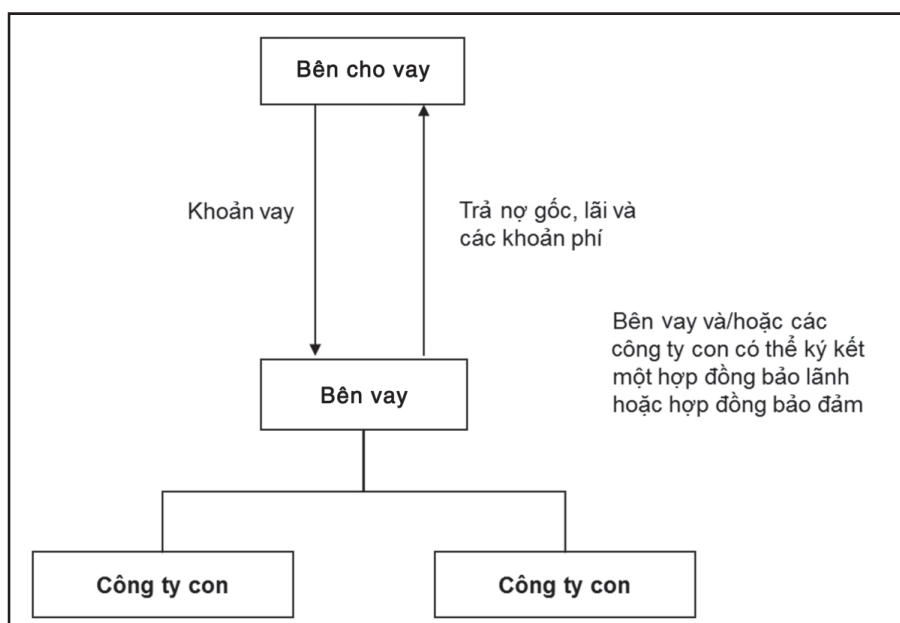 Bên cho vay
Khoản vay
Trả nợ gốc, lãi và
các khoản phí
Bên vay và/hoặc các
công ty con có thể ký kết
một hợp đồng bảo lãnh
hoặc hợp đồng bảo đảm
Bên vay
Công ty con
Công ty con